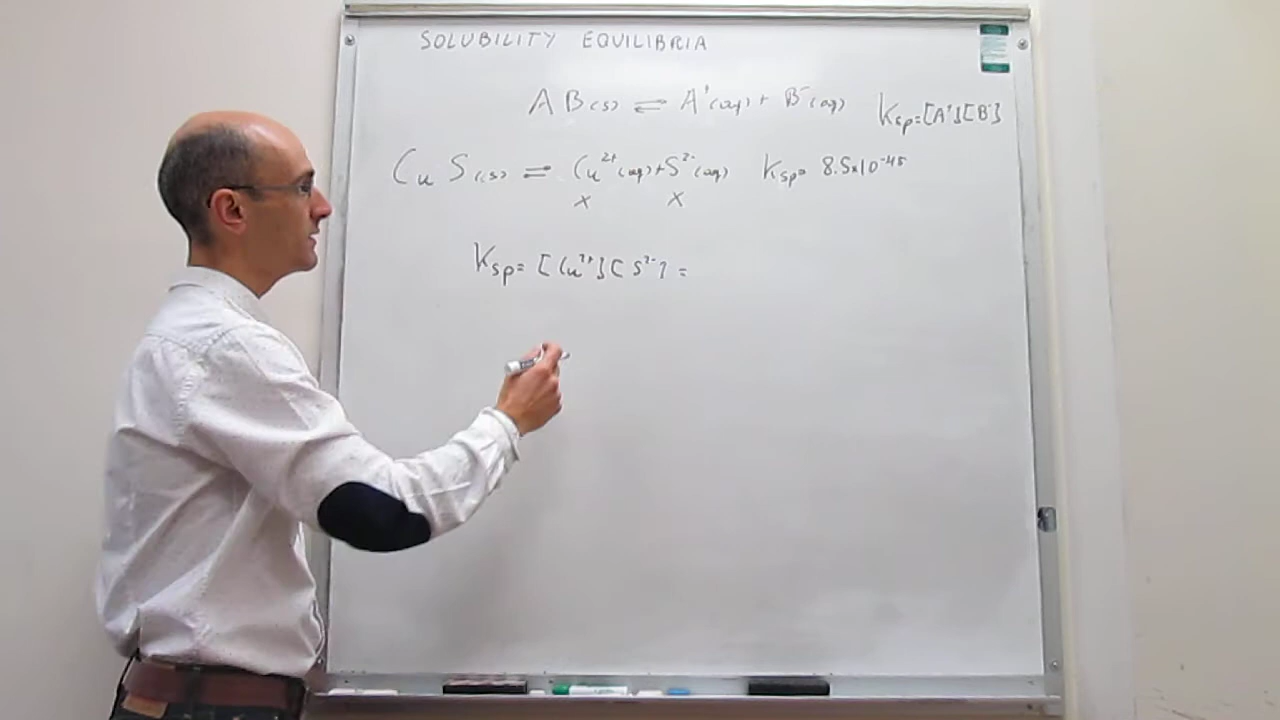 SOLUBILITY EQUILIBRIA
AB(s) ⇌ A⁺(aq) + B⁻(aq) Ksp=[A⁺][B⁻]
CuS(s) ⇌ Cu²⁺(aq)+S²⁻(aq) Ksp= 8.5x10⁻⁴⁵
x x
Ksp= [Cu²⁺][S²⁻] =